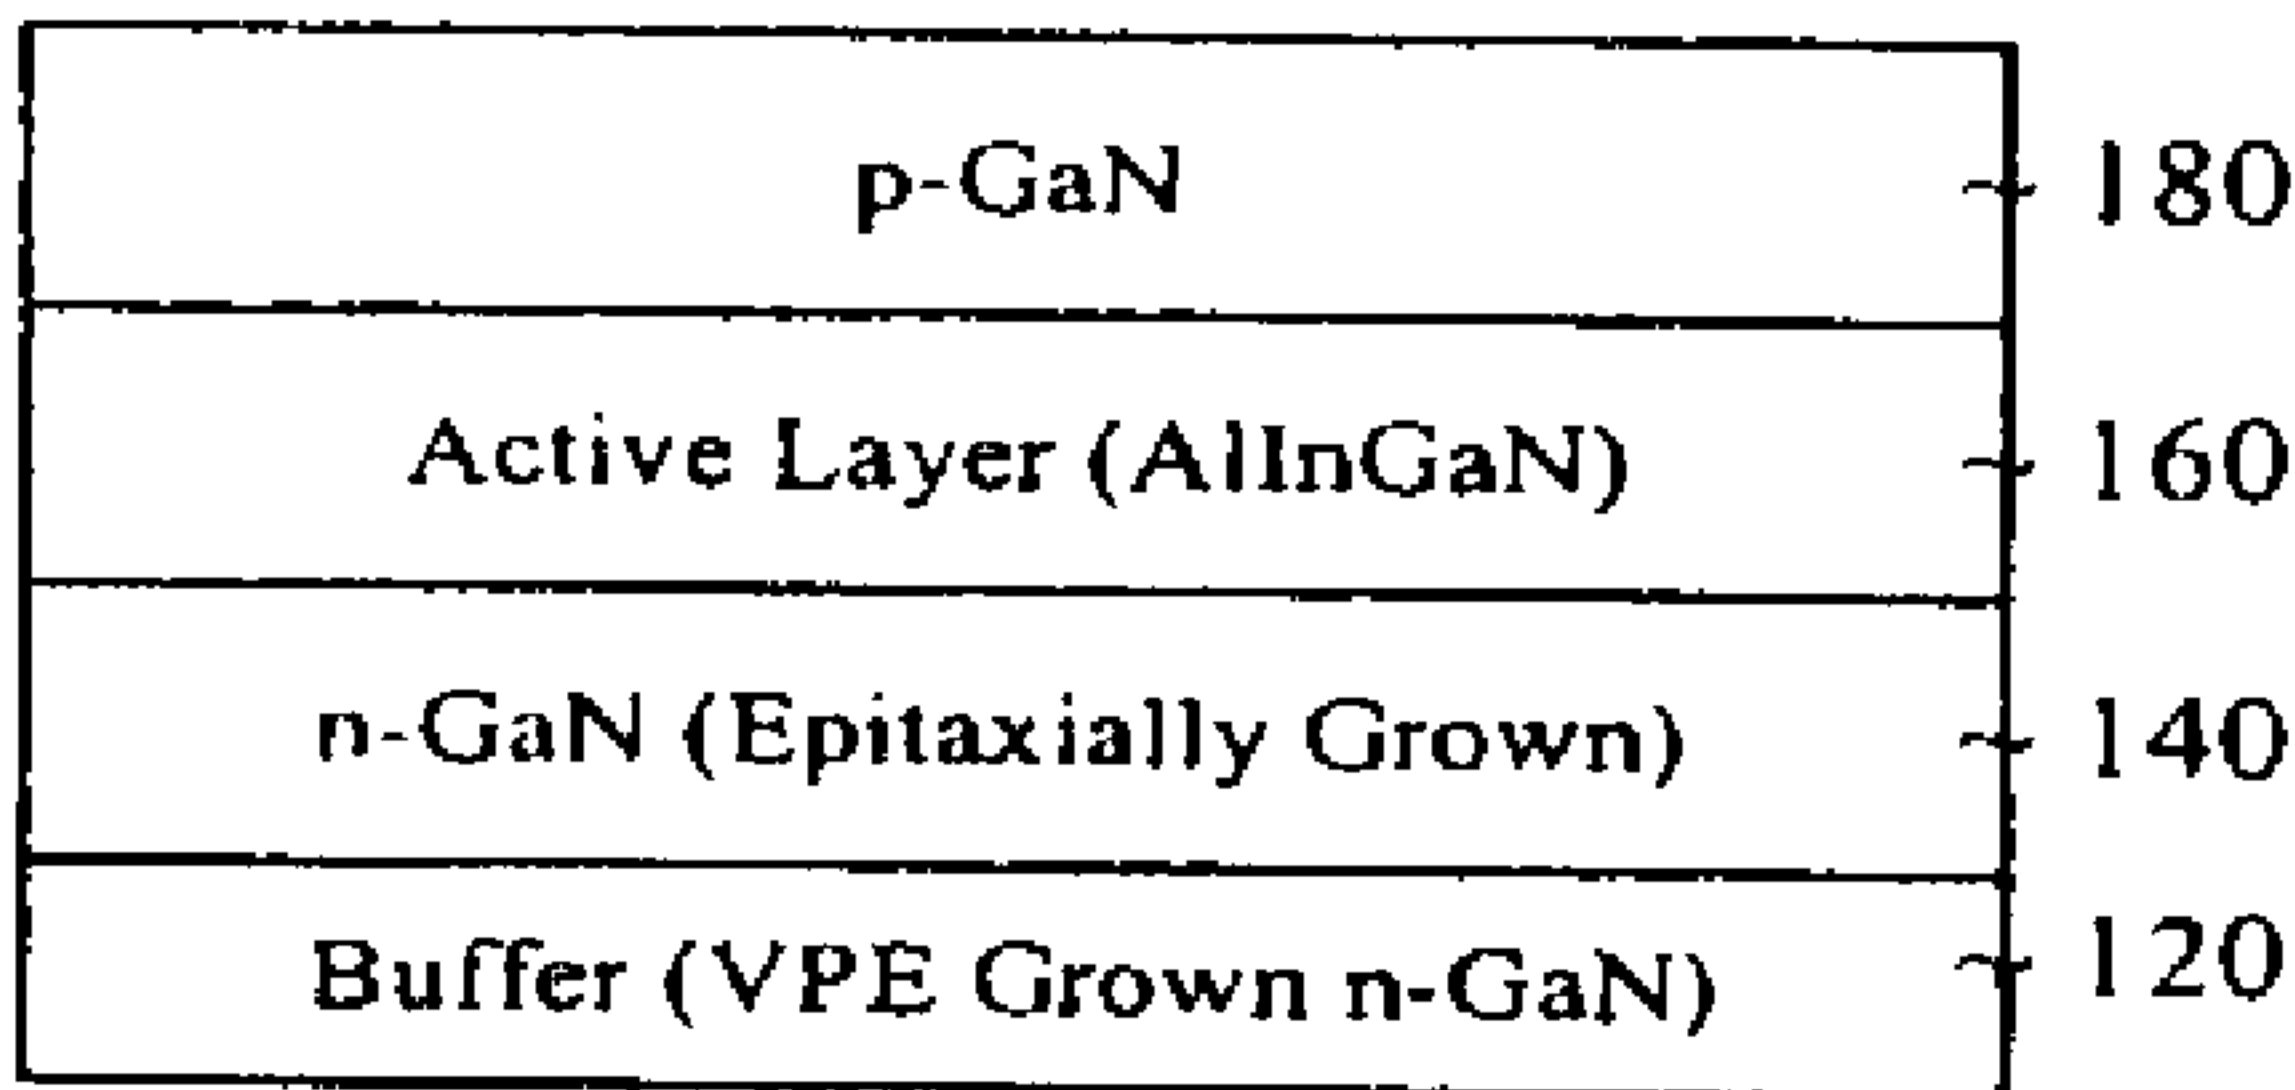 p-GaN 180
Active Layer (AlInGaN) 160
n-GaN (Epitaxially Grown) 140
Buffer (VPE Grown n-GaN) 120